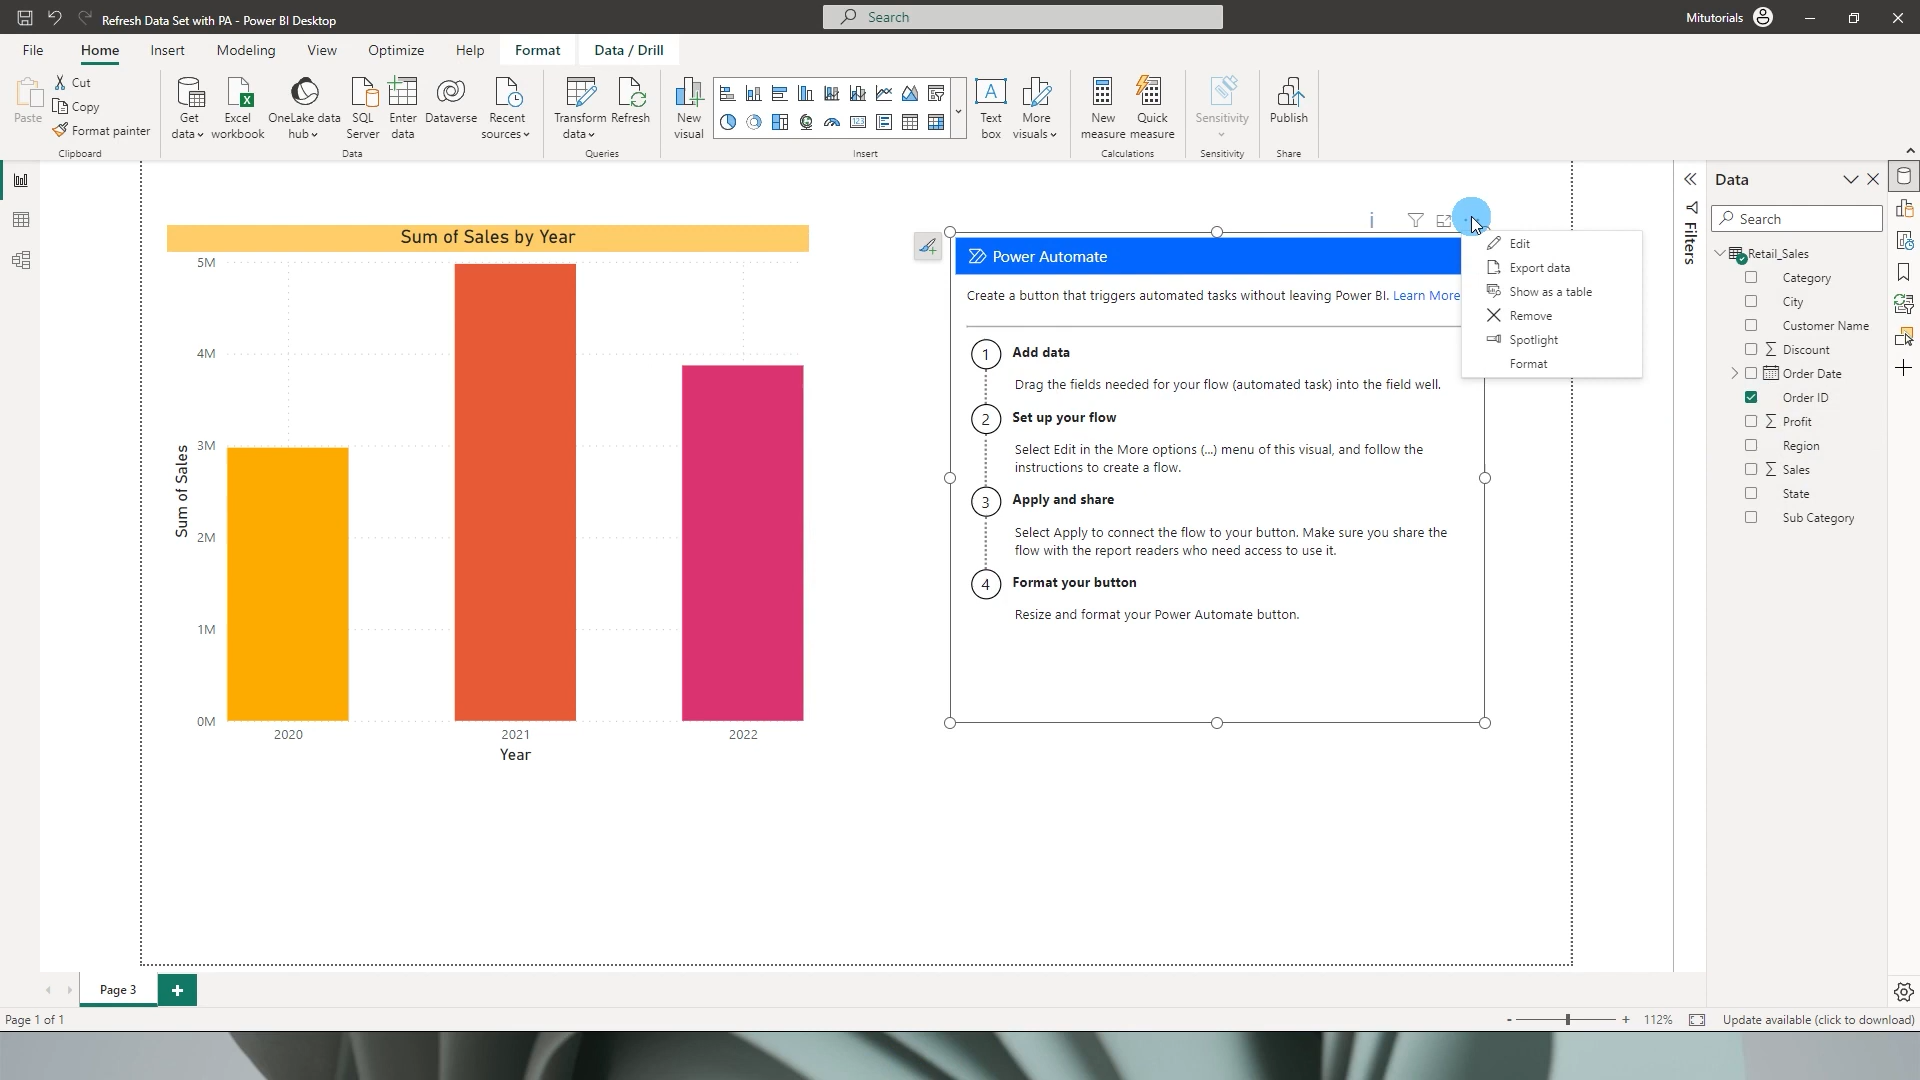 Refresh Data Set with PA - Power BI Desktop
Search
Mitutorials
File
Home
Insert
Modeling
View
Optimize
Help
Format
Data / Drill
Paste
Cut
Copy
Format painter
Clipboard
Get
data
Excel
workbook
OneLake data
hub
SQL
Server
Enter
data
Dataverse
Recent
sources
Data
Transform
data
Refresh
Queries
New
visual
Text
box
More
visuals
Insert
New
measure
Quick
measure
Calculations
Sensitivity
Sensitivity
Publish
Share
Sum of Sales by Year
5M
4M
3M
2M
1M
0M
Sum of Sales
2020
2021
2022
Year
Power Automate
Create a button that triggers automated tasks without leaving Power BI. Learn More
1 Add data
Drag the fields needed for your flow (automated task) into the field well.
2 Set up your flow
Select Edit in the More options (...) menu of this visual, and follow the
instructions to create a flow.
3 Apply and share
Select Apply to connect the flow to your button. Make sure you share the
flow with the report readers who need access to use it.
4 Format your button
Resize and format your Power Automate button.
Edit
Export data
Show as a table
Remove
Spotlight
Format
Filters
Data
Search
Retail_Sales
Category
City
Customer Name
Discount
Order Date
Order ID
Profit
Region
Sales
State
Sub Category
Page 3
Page 1 of 1
- + 112%
Update available (click to download)